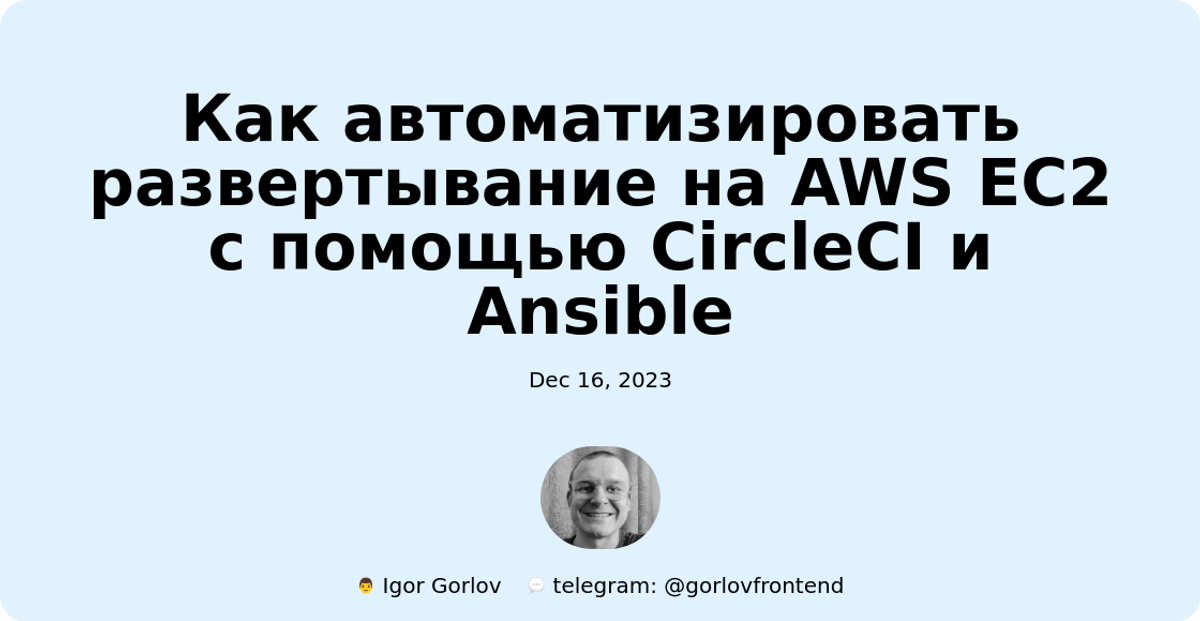 Как автоматизировать
развертывание на AWS EC2
с помощью CircleCI и
Ansible
Dec 16, 2023
👨 Igor Gorlov 💬 telegram: @gorlovfrontend